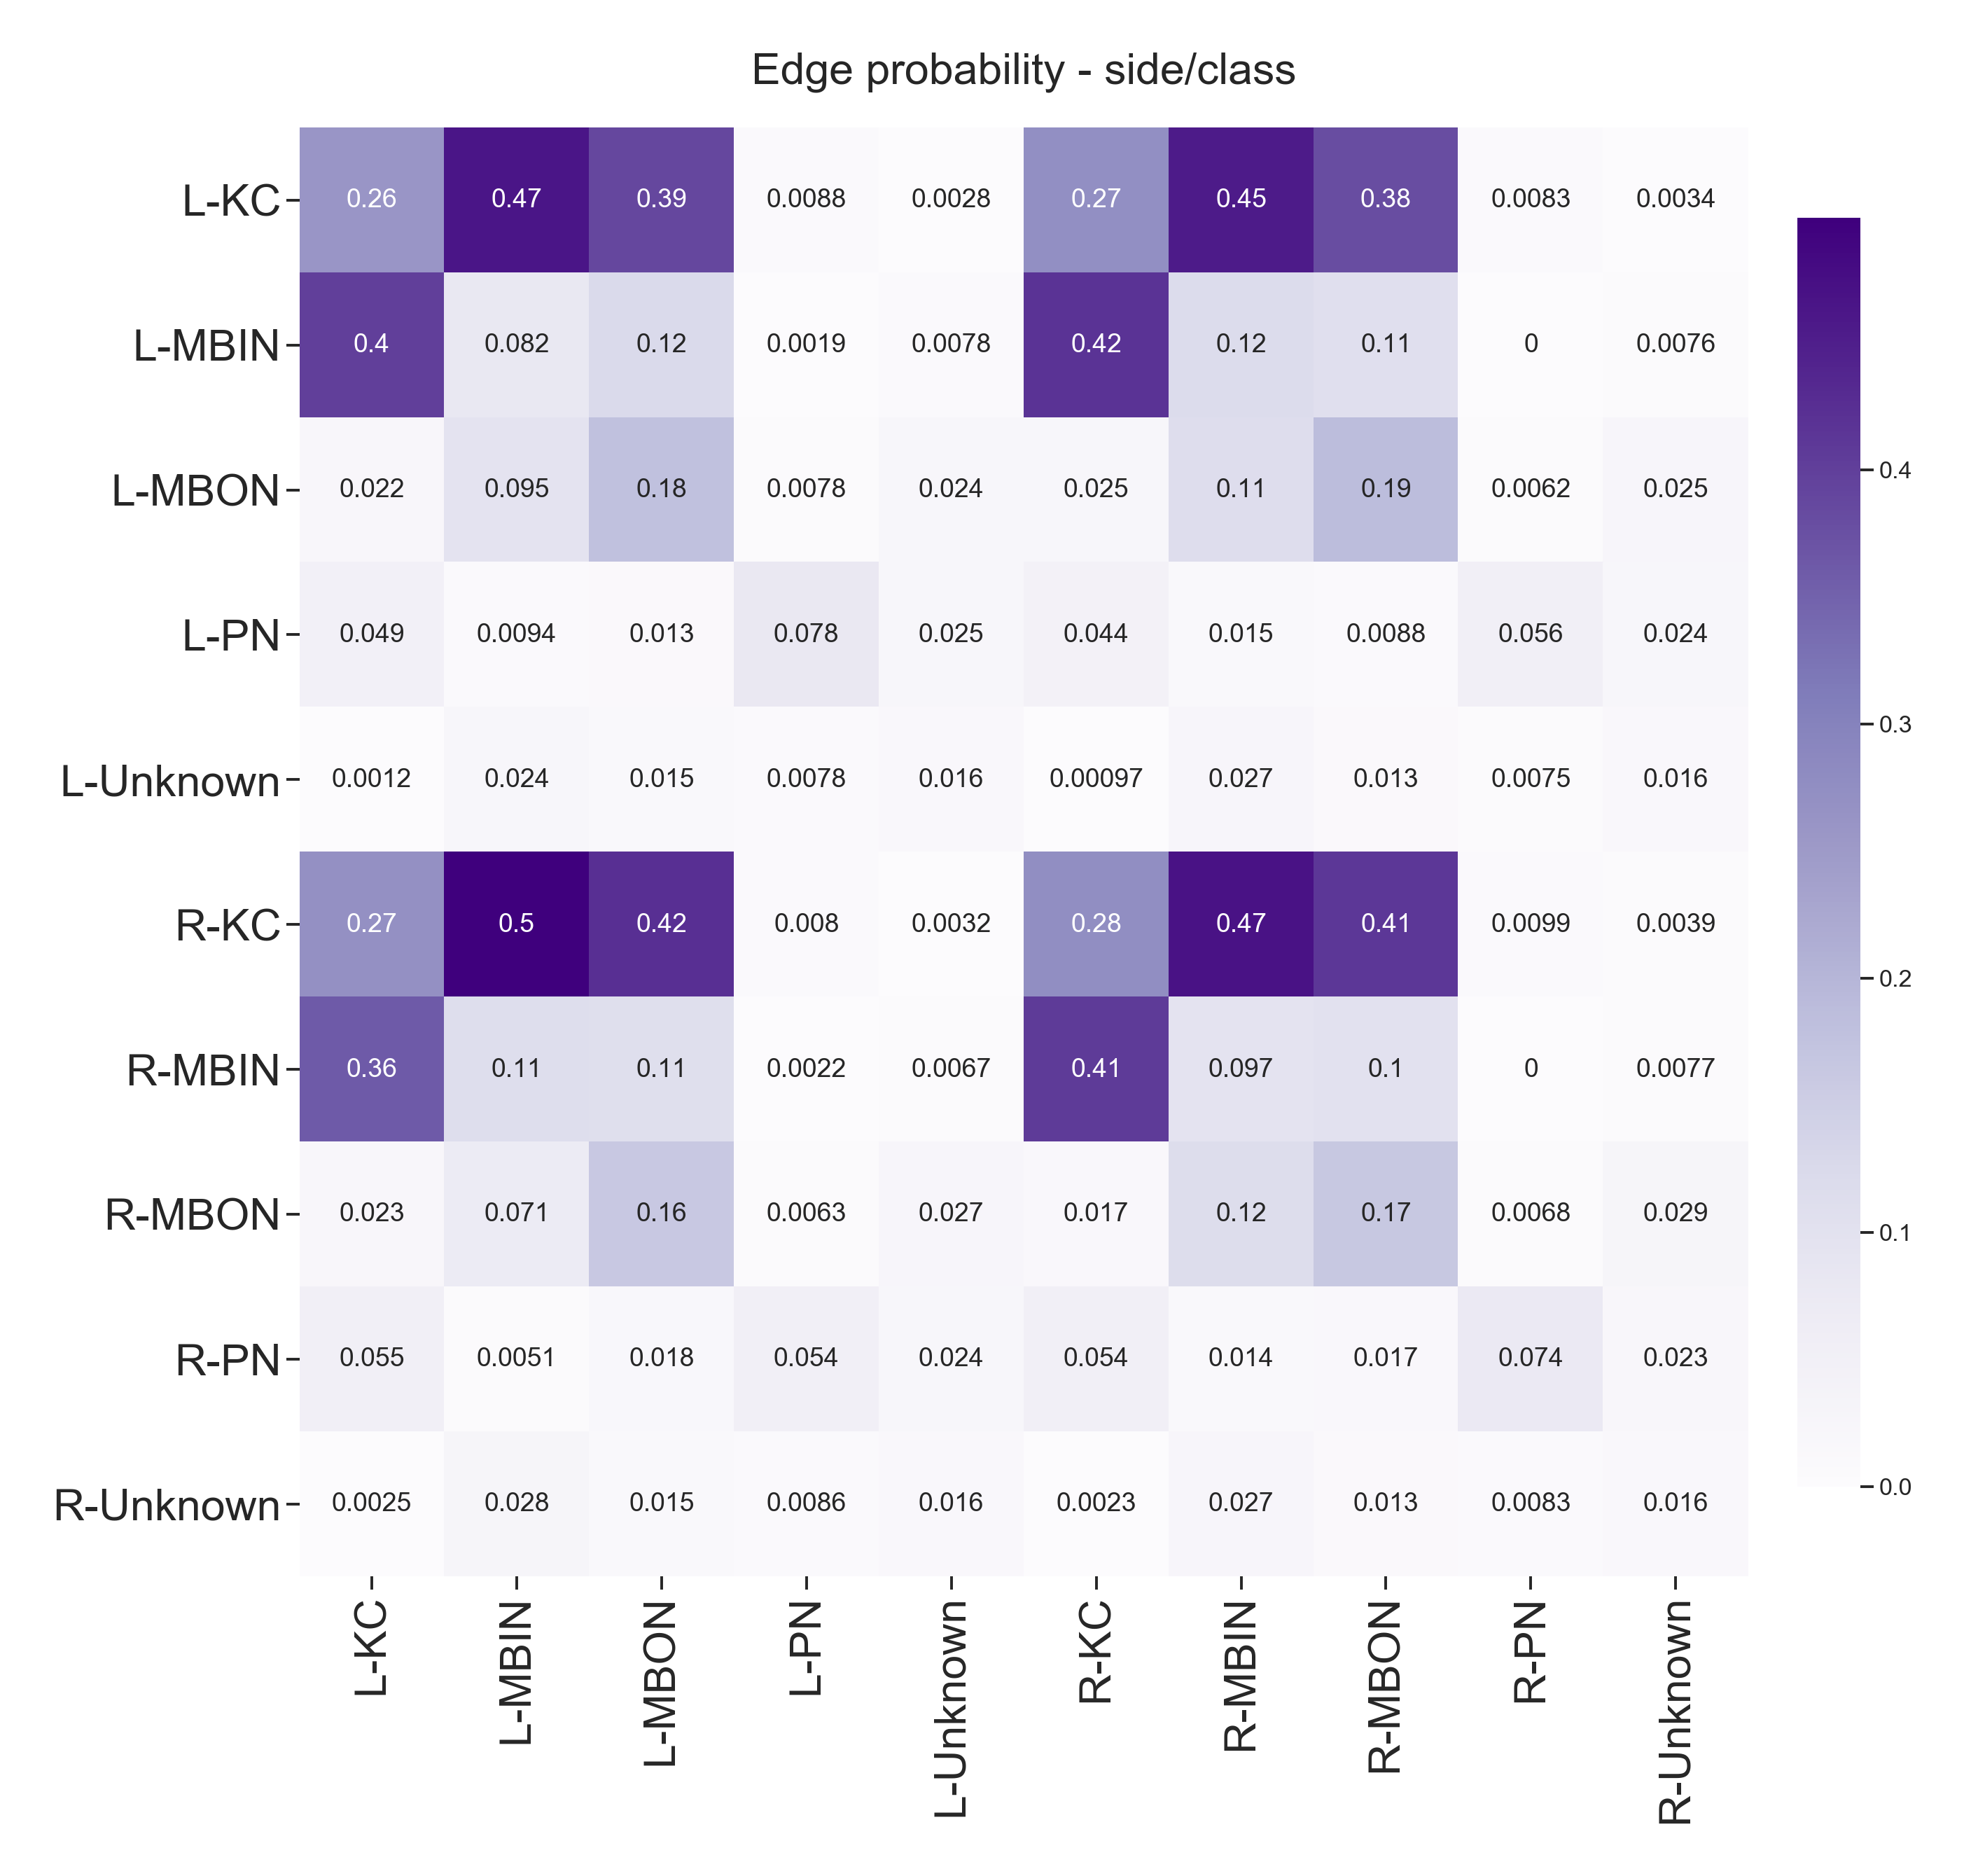 Edge probability - side/class
L-KC 0.26 0.47 0.39 0.0088 0.0028 0.27 0.45 0.38 0.0083 0.0034
L-MBIN 0.4 0.082 0.12 0.0019 0.0078 0.42 0.12 0.11 0 0.0076
L-MBON 0.022 0.095 0.18 0.0078 0.024 0.025 0.11 0.19 0.0062 0.025
L-PN 0.049 0.0094 0.013 0.078 0.025 0.044 0.015 0.0088 0.056 0.024
L-Unknown 0.0012 0.024 0.015 0.0078 0.016 0.00097 0.027 0.013 0.0075 0.016
R-KC 0.27 0.5 0.42 0.008 0.0032 0.28 0.47 0.41 0.0099 0.0039
R-MBIN 0.36 0.11 0.11 0.0022 0.0067 0.41 0.097 0.1 0 0.0077
R-MBON 0.023 0.071 0.16 0.0063 0.027 0.017 0.12 0.17 0.0068 0.029
R-PN 0.055 0.0051 0.018 0.054 0.024 0.054 0.014 0.017 0.074 0.023
R-Unknown 0.0025 0.028 0.015 0.0086 0.016 0.0023 0.027 0.013 0.0083 0.016
L-KC L-MBIN L-MBON L-PN L-Unknown R-KC R-MBIN R-MBON R-PN R-Unknown
0.4
0.3
0.2
0.1
0.0